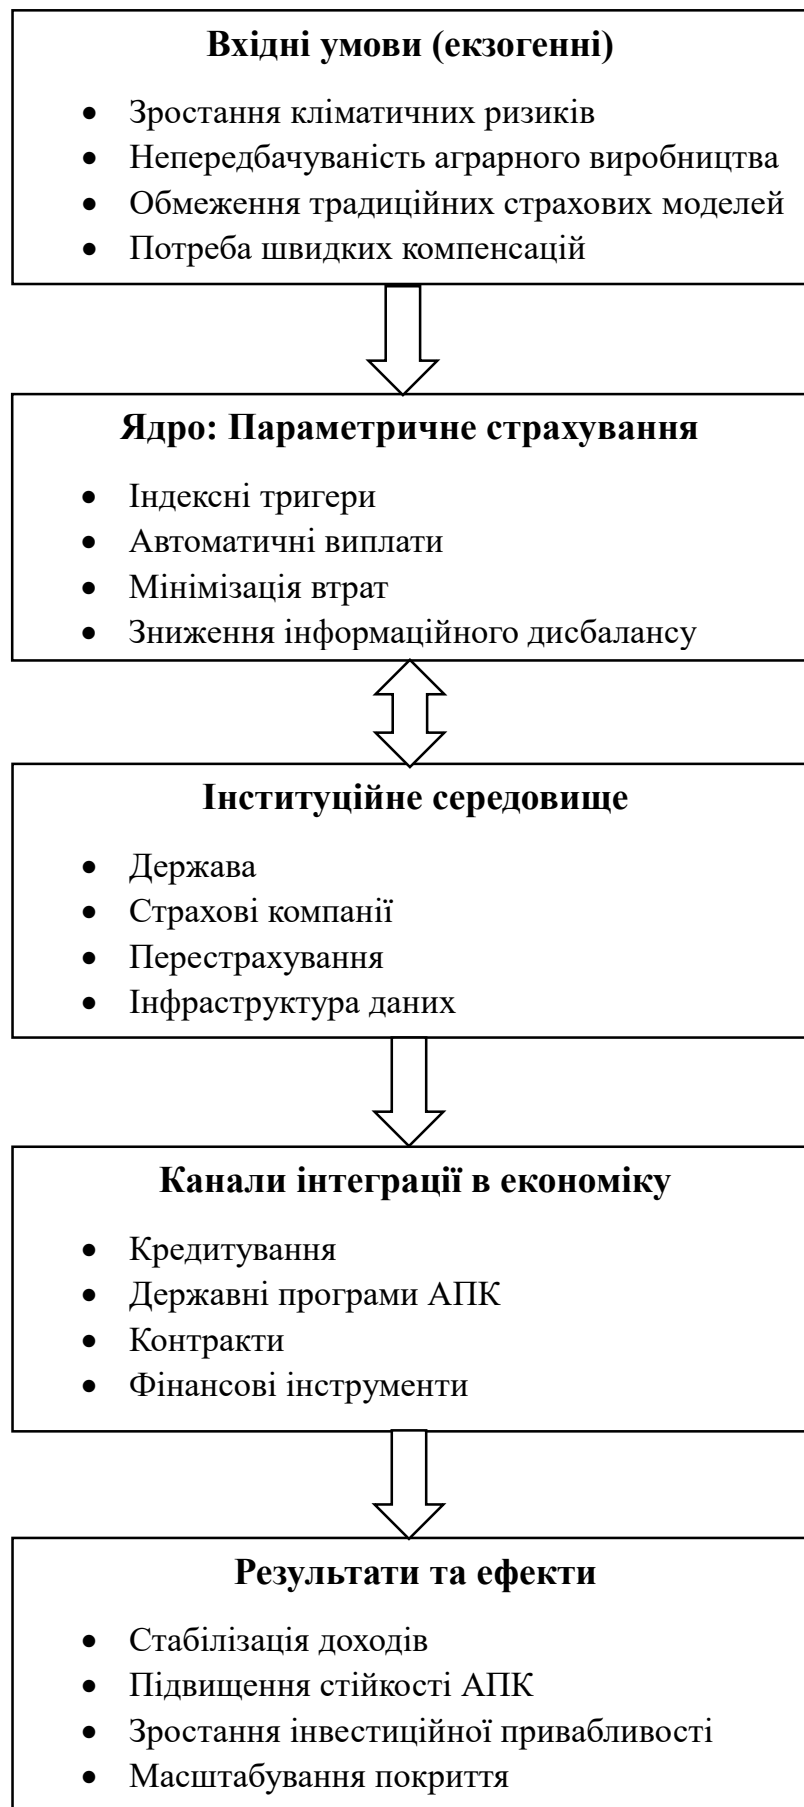 Вхідні умови (екзогенні)
• Зростання кліматичних ризиків
• Непередбачуваність аграрного виробництва
• Обмеження традиційних страхових моделей
• Потреба швидких компенсацій
Ядро: Параметричне страхування
• Індексні тригери
• Автоматичні виплати
• Мінімізація втрат
• Зниження інформаційного дисбалансу
Інституційне середовище
• Держава
• Страхові компанії
• Перестрахування
• Інфраструктура даних
Канали інтеграції в економіку
• Кредитування
• Державні програми АПК
• Контракти
• Фінансові інструменти
Результати та ефекти
• Стабілізація доходів
• Підвищення стійкості АПК
• Зростання інвестиційної привабливості
• Масштабування покриття